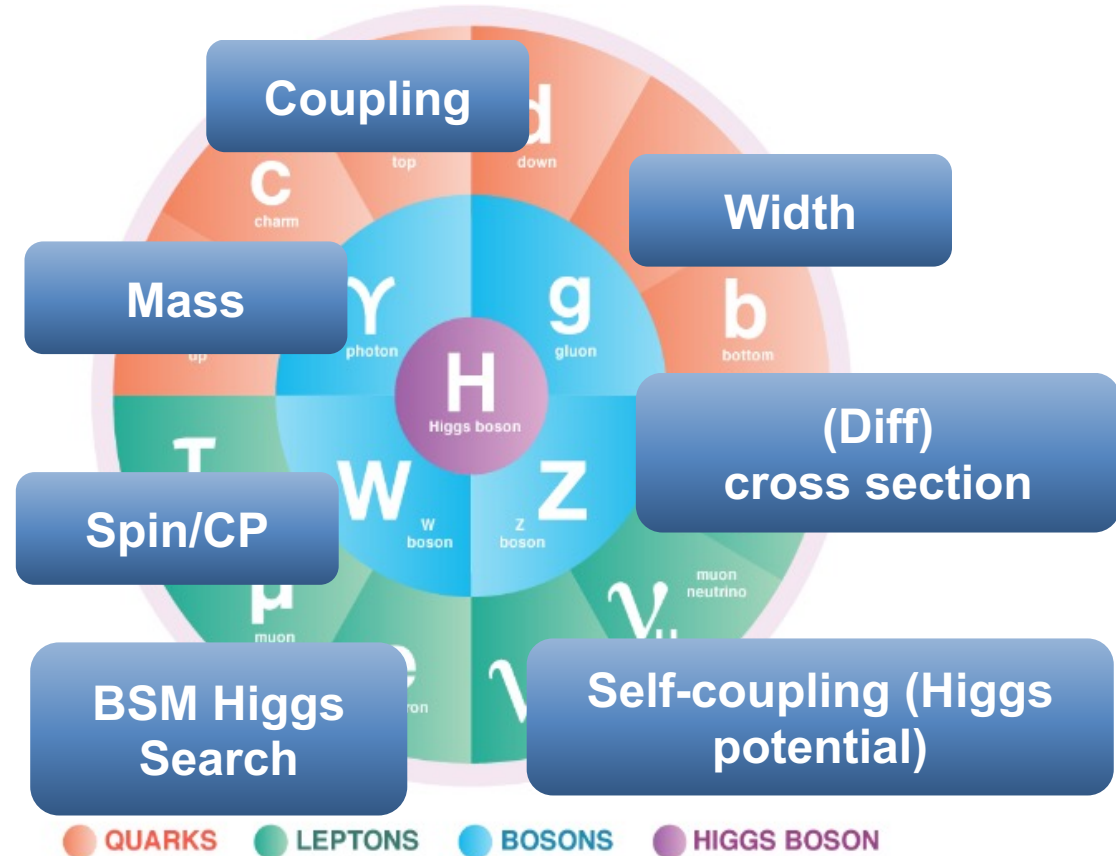 Coupling
d
down
top
c
charm
Width
Mass
up
γ
photon
g
gluon
b
bottom
H
Higgs boson
(Diff)
cross section
τ
W
W
boson
Z
Z
boson
Spin/CP
μ
muon
muon
neutrino
ν
BSM Higgs
Search
e
ν
Self-coupling (Higgs
potential)
QUARKS LEPTONS BOSONS HIGGS BOSON